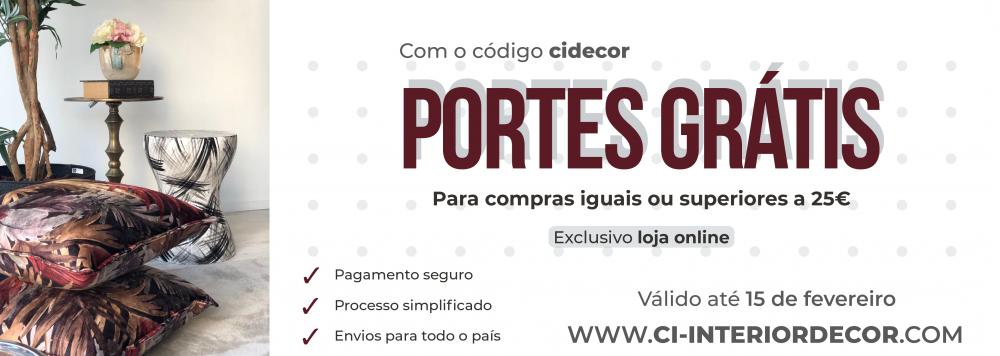 Com o código cidecor
PORTES GRÁTIS
Para compras iguais ou superiores a 25€
Exclusivo loja online
Pagamento seguro
Processo simplificado
Envios para todo o país
Válido até 15 de fevereiro
WWW.CI-INTERIORDECOR.COM